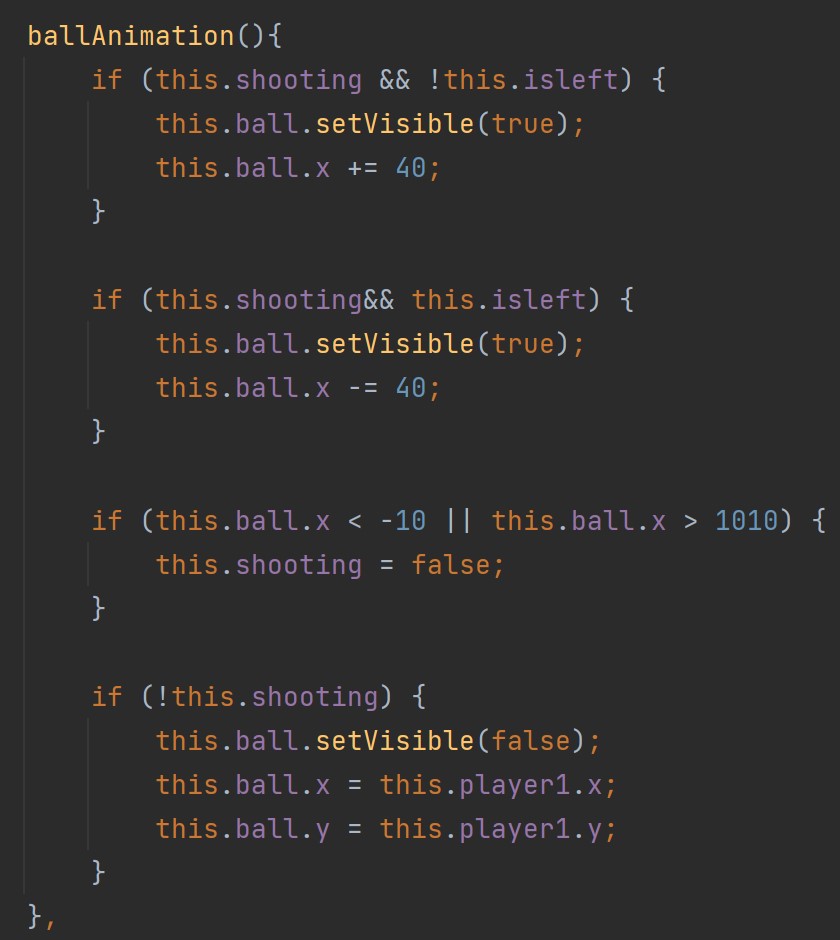 ballAnimation(){
    if (this.shooting && !this.isleft) {
        this.ball.setVisible(true);
        this.ball.x += 40;
    }

    if (this.shooting&& this.isleft) {
        this.ball.setVisible(true);
        this.ball.x -= 40;
    }

    if (this.ball.x < -10 || this.ball.x > 1010) {
        this.shooting = false;
    }

    if (!this.shooting) {
        this.ball.setVisible(false);
        this.ball.x = this.player1.x;
        this.ball.y = this.player1.y;
    }
},